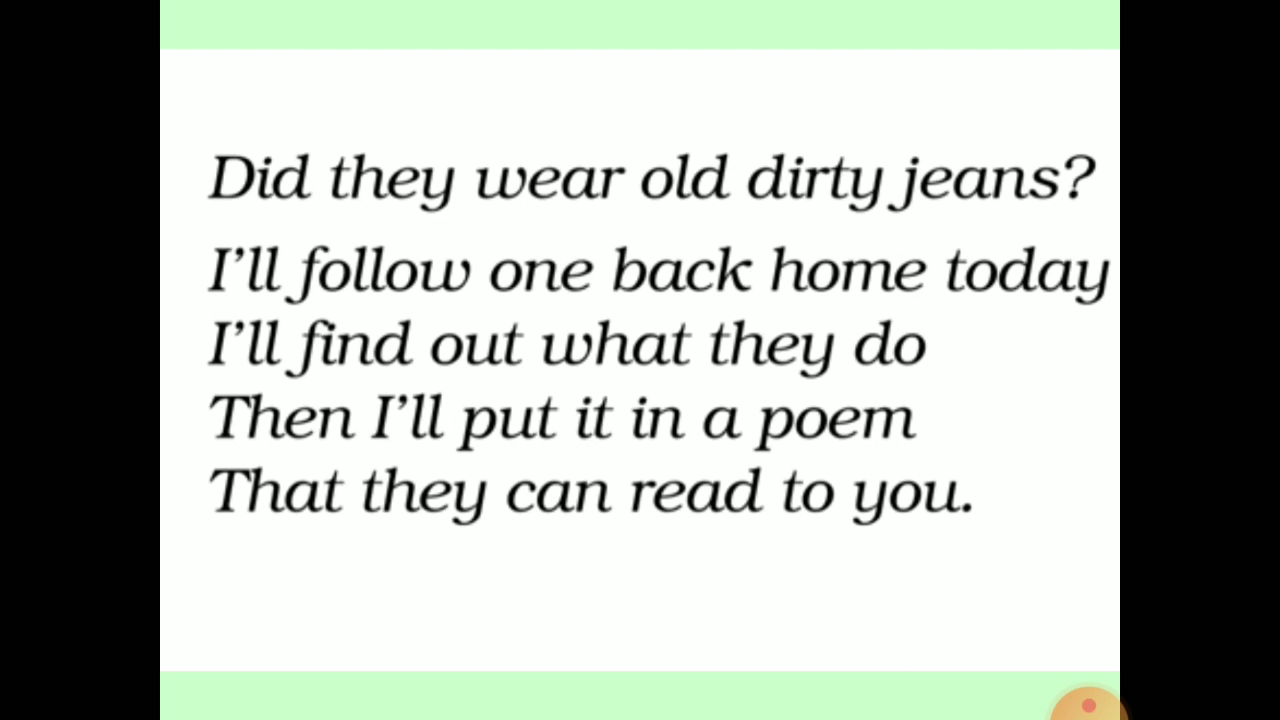 Did they wear old dirty jeans?
I’ll follow one back home today
I’ll find out what they do
Then I’ll put it in a poem
That they can read to you.